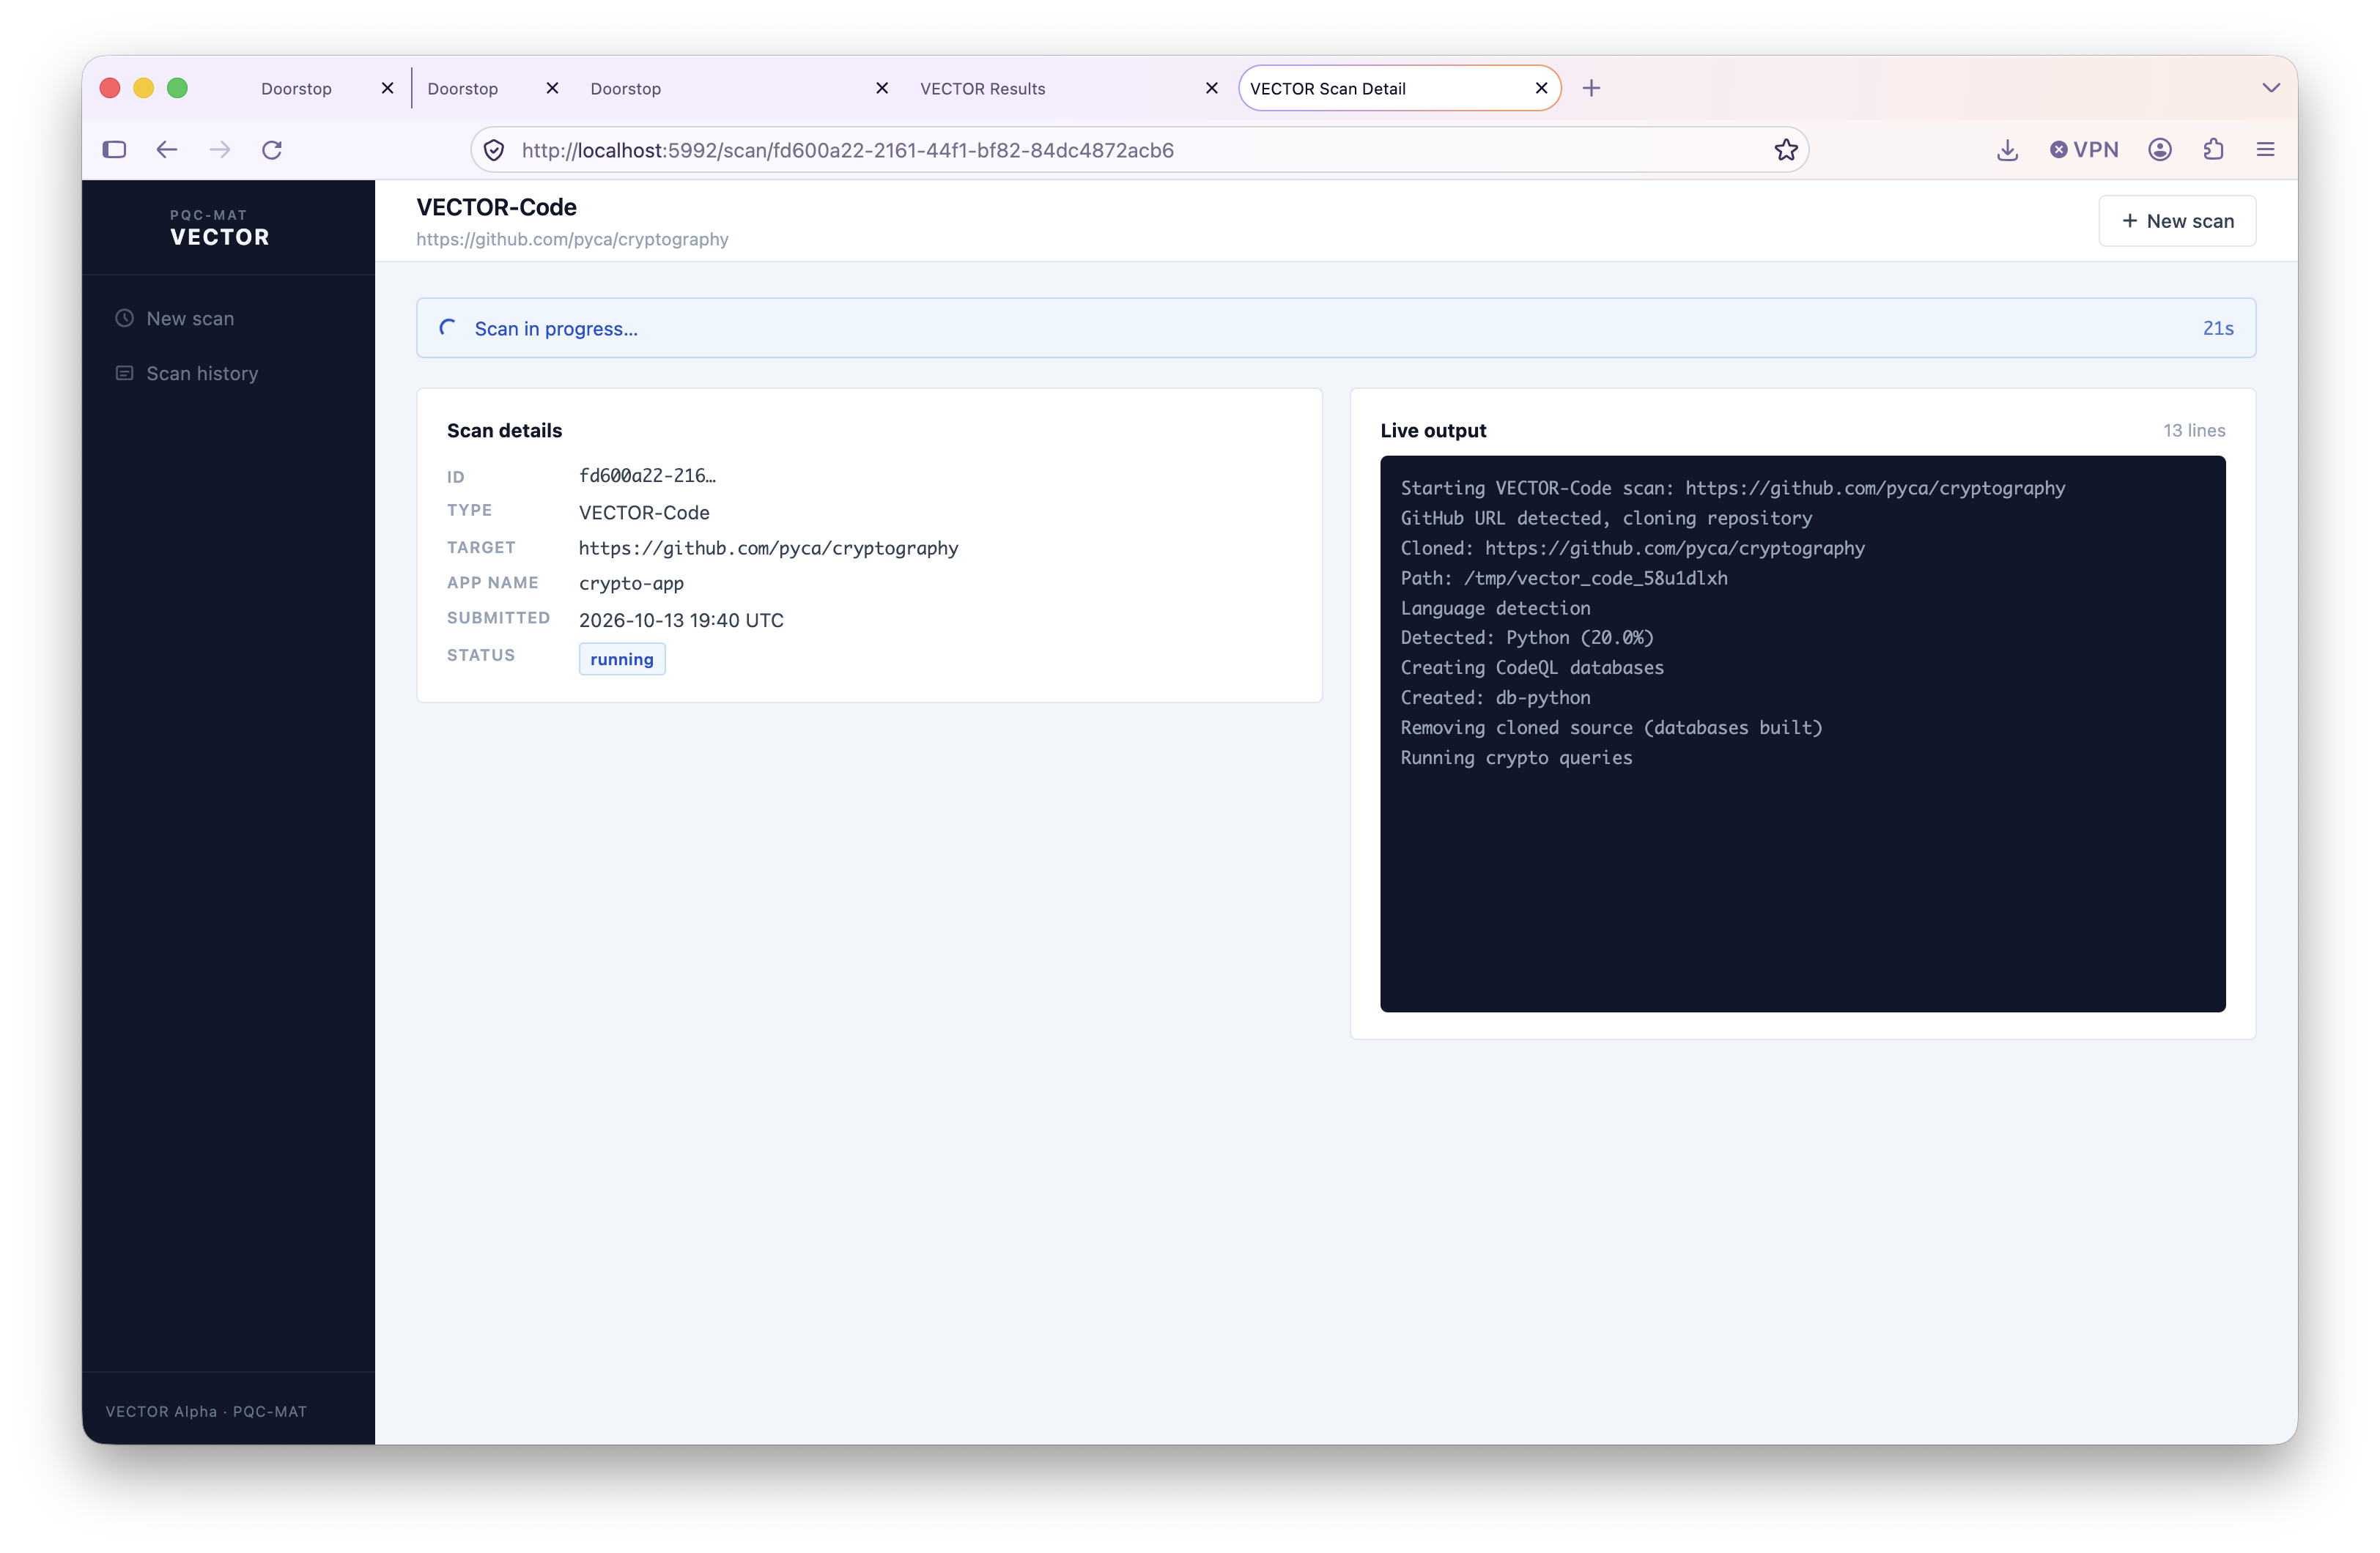 Doorstop
Doorstop
Doorstop
VECTOR Results
VECTOR Scan Detail
http://localhost:5992/scan/fd600a22-2161-44f1-bf82-84dc4872acb6
VPN
PQC-MAT
VECTOR
New scan
Scan history
VECTOR Alpha · PQC-MAT
VECTOR-Code
https://github.com/pyca/cryptography
+ New scan
Scan in progress...
21s
Scan details
ID fd600a22-216…
TYPE VECTOR-Code
TARGET https://github.com/pyca/cryptography
APP NAME crypto-app
SUBMITTED 2026-10-13 19:40 UTC
STATUS running
Live output
13 lines
Starting VECTOR-Code scan: https://github.com/pyca/cryptography
GitHub URL detected, cloning repository
Cloned: https://github.com/pyca/cryptography
Path: /tmp/vector_code_58u1dlxh
Language detection
Detected: Python (20.0%)
Creating CodeQL databases
Created: db-python
Removing cloned source (databases built)
Running crypto queries